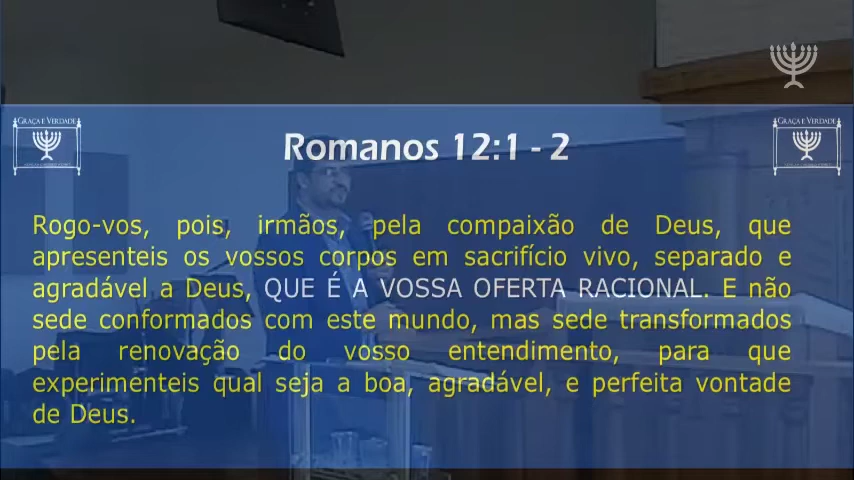 GRAÇA E VERDADE
GRAÇA E VERDADE
Romanos 12:1 - 2
Rogo-vos, pois, irmãos, pela compaixão de Deus, que
apresenteis os vossos corpos em sacrifício vivo, separado e
agradável a Deus, QUE É A VOSSA OFERTA RACIONAL. E não
sede conformados com este mundo, mas sede transformados
pela renovação do vosso entendimento, para que
experimenteis qual seja a boa, agradável, e perfeita vontade
de Deus.